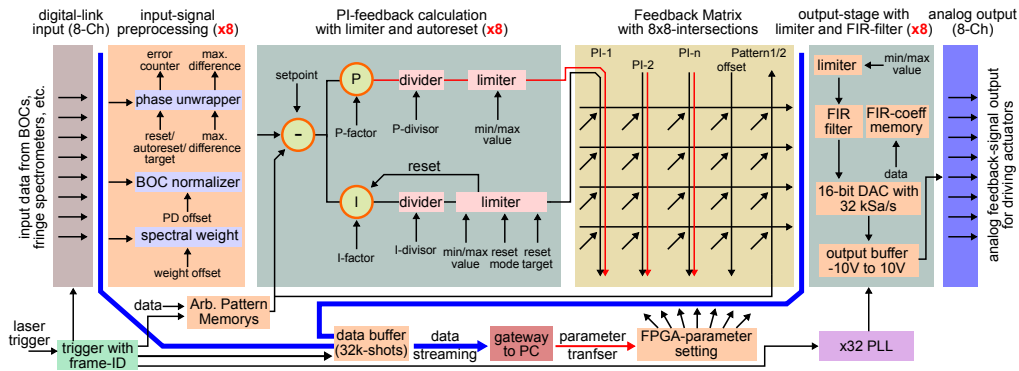 digital-link
input (8-Ch)
input-signal
preprocessing (x8)
PI-feedback calculation
with limiter and autoreset (x8)
Feedback Matrix
with 8x8-intersections
output-stage with
limiter and FIR-filter (x8)
analog output
(8-Channel)
input data from BOCs,
fringe spectrometers, etc.
error
counter
max.
difference
phase unwrapper
reset/
autoreset/
target
max.
difference
BOC normalizer
PD offset
spectral weight
weight offset
setpoint
-
P
divider
limiter
P-factor
P-divisor
min/max
value
reset
I
divider
limiter
I-factor
I-divisor
min/max
value
reset
mode
reset
target
PI-1
PI-2
PI-n
Pattern1/2
offset
limiter
min/max
value
FIR
filter
FIR-coeff
memory
data
16-bit DAC with
32 kSa/s
output buffer
-10V to 10V
analog feedback-signal output
for driving actuators
data
Arb. Pattern
Memorys
laser
trigger
trigger with
frame-ID
data buffer
(32k-shots)
data
streaming
gateway
to PC
parameter
tranfser
FPGA-parameter
setting
x32 PLL